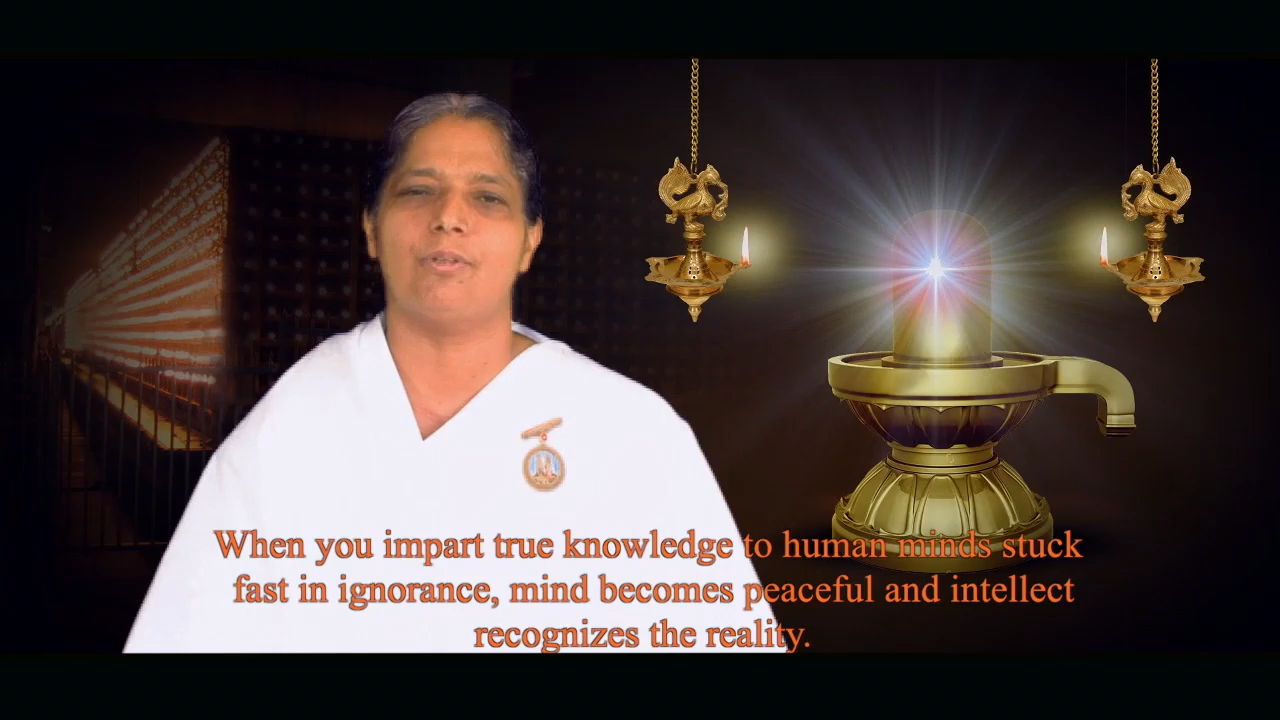 When you impart true knowledge to human minds stuck
fast in ignorance, mind becomes peaceful and intellect
recognizes the reality.